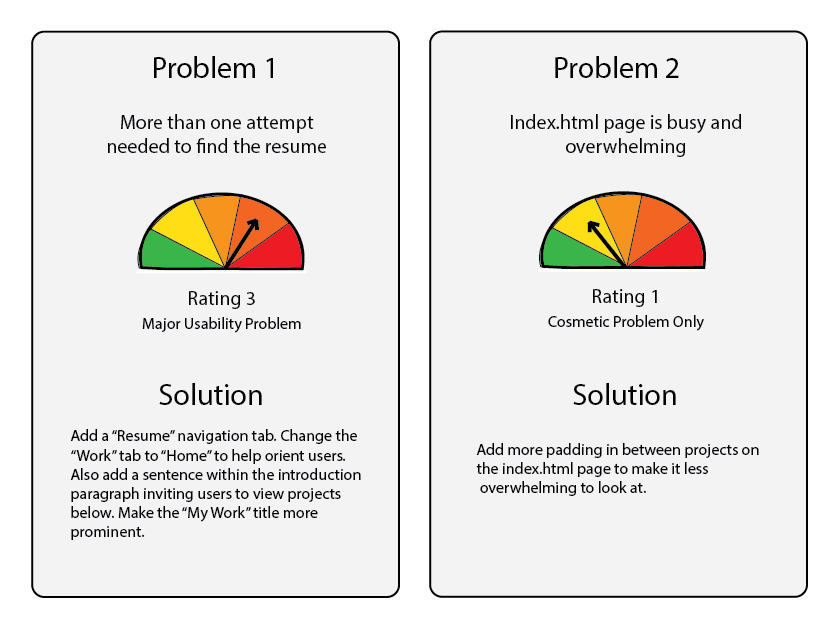 Problem 1
More than one attempt
needed to find the resume
Rating 3
Major Usability Problem
Solution
Add a “Resume” navigation tab. Change the
“Work” tab to “Home” to help orient users.
Also add a sentence within the introduction
paragraph inviting users to view projects
below. Make the “My Work” title more
prominent.
Problem 2
Index.html page is busy and
overwhelming
Rating 1
Cosmetic Problem Only
Solution
Add more padding in between projects on
the index.html page to make it less
overwhelming to look at.